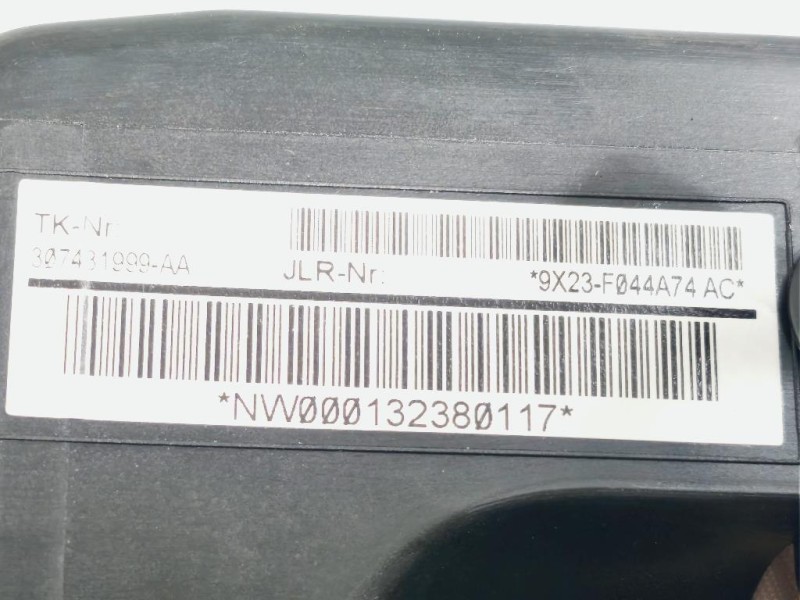 TK-Nr:
307431999-AA
JLR-Nr:
*9X23-F044A74 AC*
*NW000132380117*